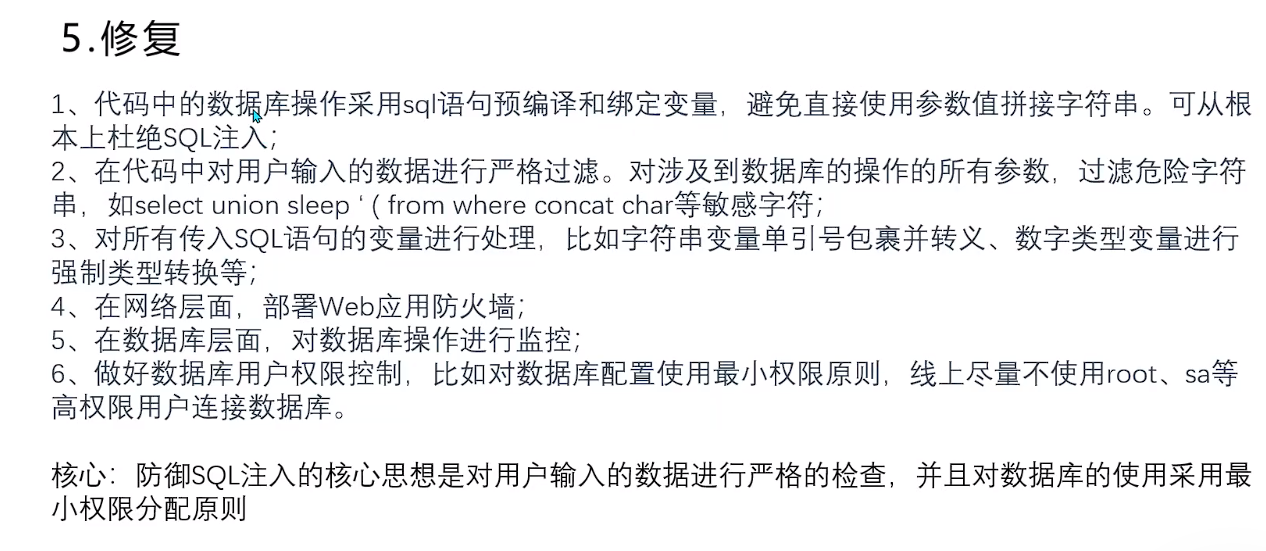 5.修复
1、代码中的数据库操作采用sql语句预编译和绑定变量，避免直接使用参数值拼接字符串。可从根
本上杜绝SQL注入；
2、在代码中对用户输入的数据进行严格过滤。对涉及到数据库的操作的所有参数，过滤危险字符
串，如select union sleep ‘ ( from where concat char等敏感字符；
3、对所有传入SQL语句的变量进行处理，比如字符串变量单引号包裹并转义、数字类型变量进行
强制类型转换等；
4、在网络层面，部署Web应用防火墙；
5、在数据库层面，对数据库操作进行监控；
6、做好数据库用户权限控制，比如对数据库配置使用最小权限原则，线上尽量不使用root、sa等
高权限用户连接数据库。
核心：防御SQL注入的核心思想是对用户输入的数据进行严格的检查，并且对数据库的使用采用最
小权限分配原则